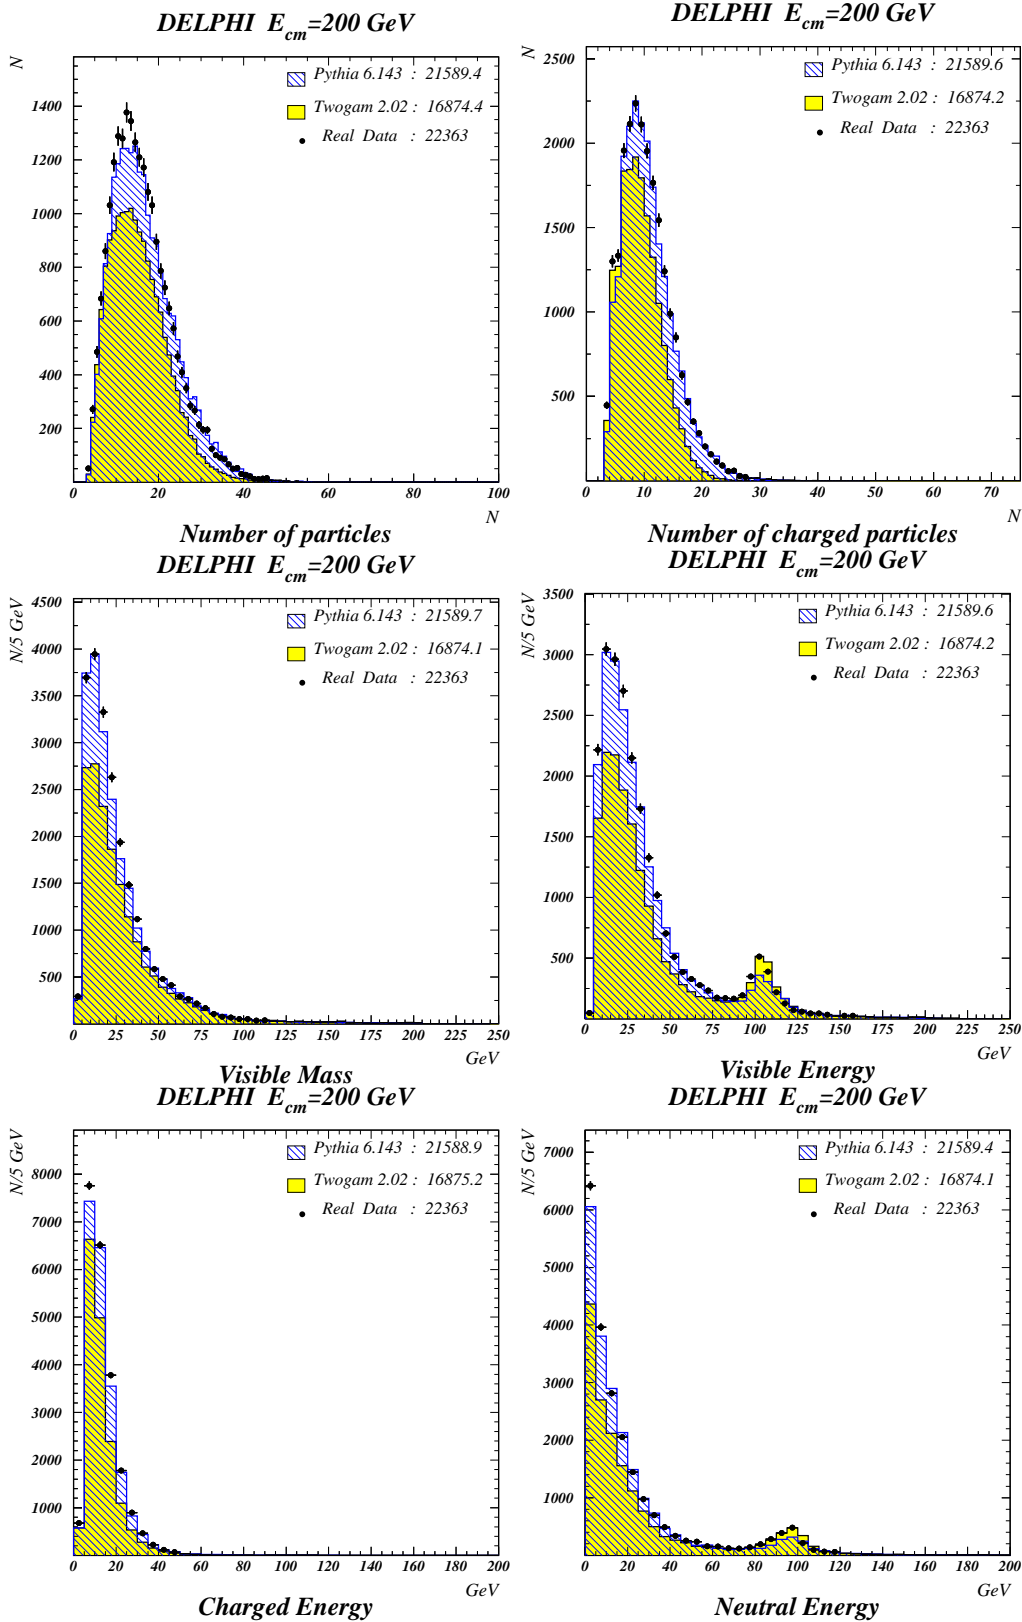 DELPHI E_cm=200 GeV
N
Pythia 6.143 : 21589.4
Twogam 2.02 : 16874.4
Real Data : 22363
1400
1200
1000
800
600
400
200
0 20 40 60 80 100
N
Number of particles
DELPHI E_cm=200 GeV
N
Pythia 6.143 : 21589.6
Twogam 2.02 : 16874.2
Real Data : 22363
2500
2000
1500
1000
500
0 10 20 30 40 50 60 70
N
Number of charged particles
DELPHI E_cm=200 GeV
N/5 GeV
Pythia 6.143 : 21589.7
Twogam 2.02 : 16874.1
Real Data : 22363
4500
4000
3500
3000
2500
2000
1500
1000
500
0 25 50 75 100 125 150 175 200 225 250
GeV
Visible Mass
DELPHI E_cm=200 GeV
N/5 GeV
Pythia 6.143 : 21589.6
Twogam 2.02 : 16874.2
Real Data : 22363
3500
3000
2500
2000
1500
1000
500
0 25 50 75 100 125 150 175 200 225 250
GeV
Visible Energy
DELPHI E_cm=200 GeV
N/5 GeV
Pythia 6.143 : 21588.9
Twogam 2.02 : 16875.2
Real Data : 22363
8000
7000
6000
5000
4000
3000
2000
1000
0 20 40 60 80 100 120 140 160 180 200
GeV
Charged Energy
DELPHI E_cm=200 GeV
N/5 GeV
Pythia 6.143 : 21589.4
Twogam 2.02 : 16874.1
Real Data : 22363
7000
6000
5000
4000
3000
2000
1000
0 20 40 60 80 100 120 140 160 180 200
GeV
Neutral Energy